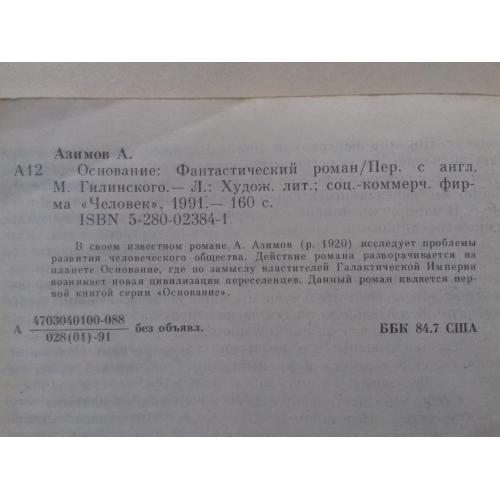 Азимов А.
А12 Основание: Фантастический роман/Пер. с англ.
М. Гилинского.— Л.: Худож. лит.; соц.-коммерч. фир-
ма «Человек», 1991.— 160 с.
ISBN 5-280-02384-1
В своем известном романе А. Азимов (р. 1920) исследует проблемы
развития человеческого общества. Действие романа разворачивается на
планете Основание, где по замыслу властителей Галактической Империи
возникает новая цивилизация переселенцев. Данный роман является пер-
вой книгой серии «Основание».
4703040100-088
А без объявл. ББК 84.7 США
028(01)-91